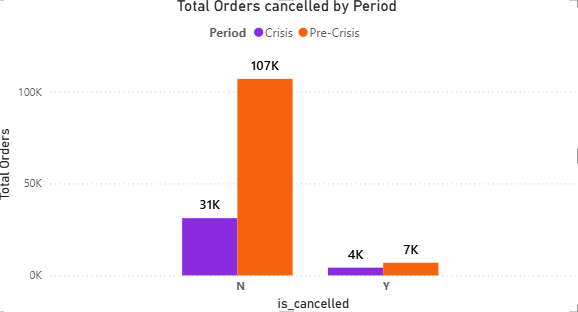 Total Orders cancelled by Period
Period Crisis Pre-Crisis
107K
100K
Total Orders
50K
31K
4K
7K
0K
N
Y
is_cancelled